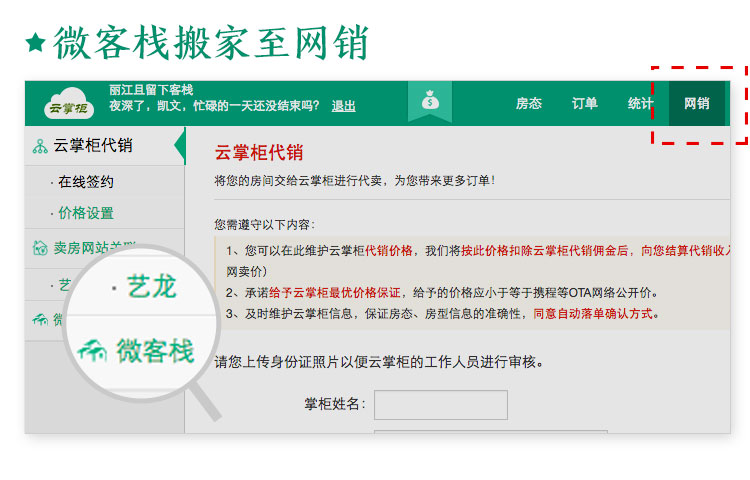 微客栈搬家至网销
云掌柜
丽江且留下客栈
夜深了，凯文，忙碌的一天还没结束吗？ 退出
$
房态 订单 统计 网销
云掌柜代销
· 在线签约
· 价格设置
卖房网站关联
· 艺
微
· 艺龙
微客栈
云掌柜代销
将您的房间交给云掌柜进行代卖，为您带来更多订单！
您需遵守以下内容：
1、您可以在此维护云掌柜代销价格，我们将按此价格扣除云掌柜代销佣金后，向您结算代销收入
网卖价）
2、承诺给予云掌柜最优价格保证，给予的价格应小于等于携程等OTA网络公开价。
3、及时维护云掌柜信息，保证房态、房型信息的准确性，同意自动落单确认方式。
请您上传身份证照片以便云掌柜的工作人员进行审核。
掌柜姓名：